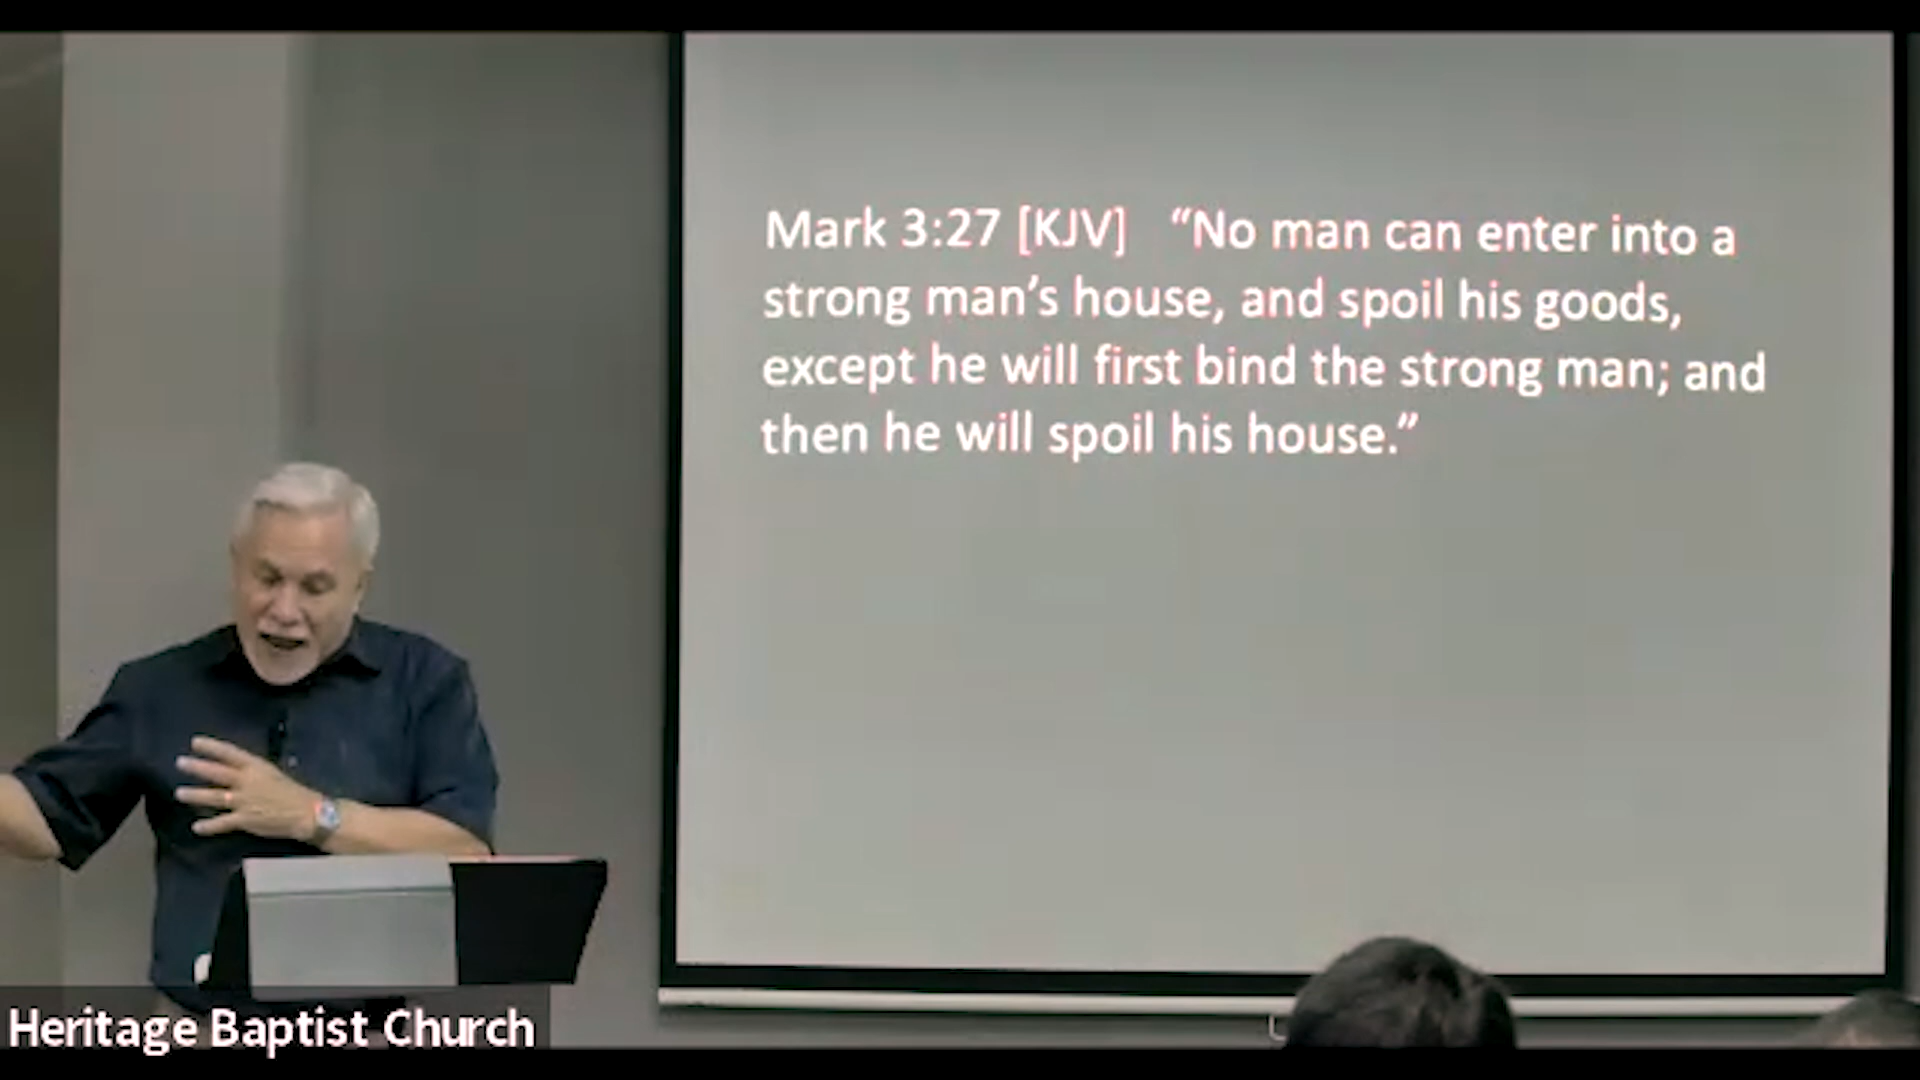 Mark 3:27 [KJV] “No man can enter into a
strong man’s house, and spoil his goods,
except he will first bind the strong man; and
then he will spoil his house.”
Heritage Baptist Church